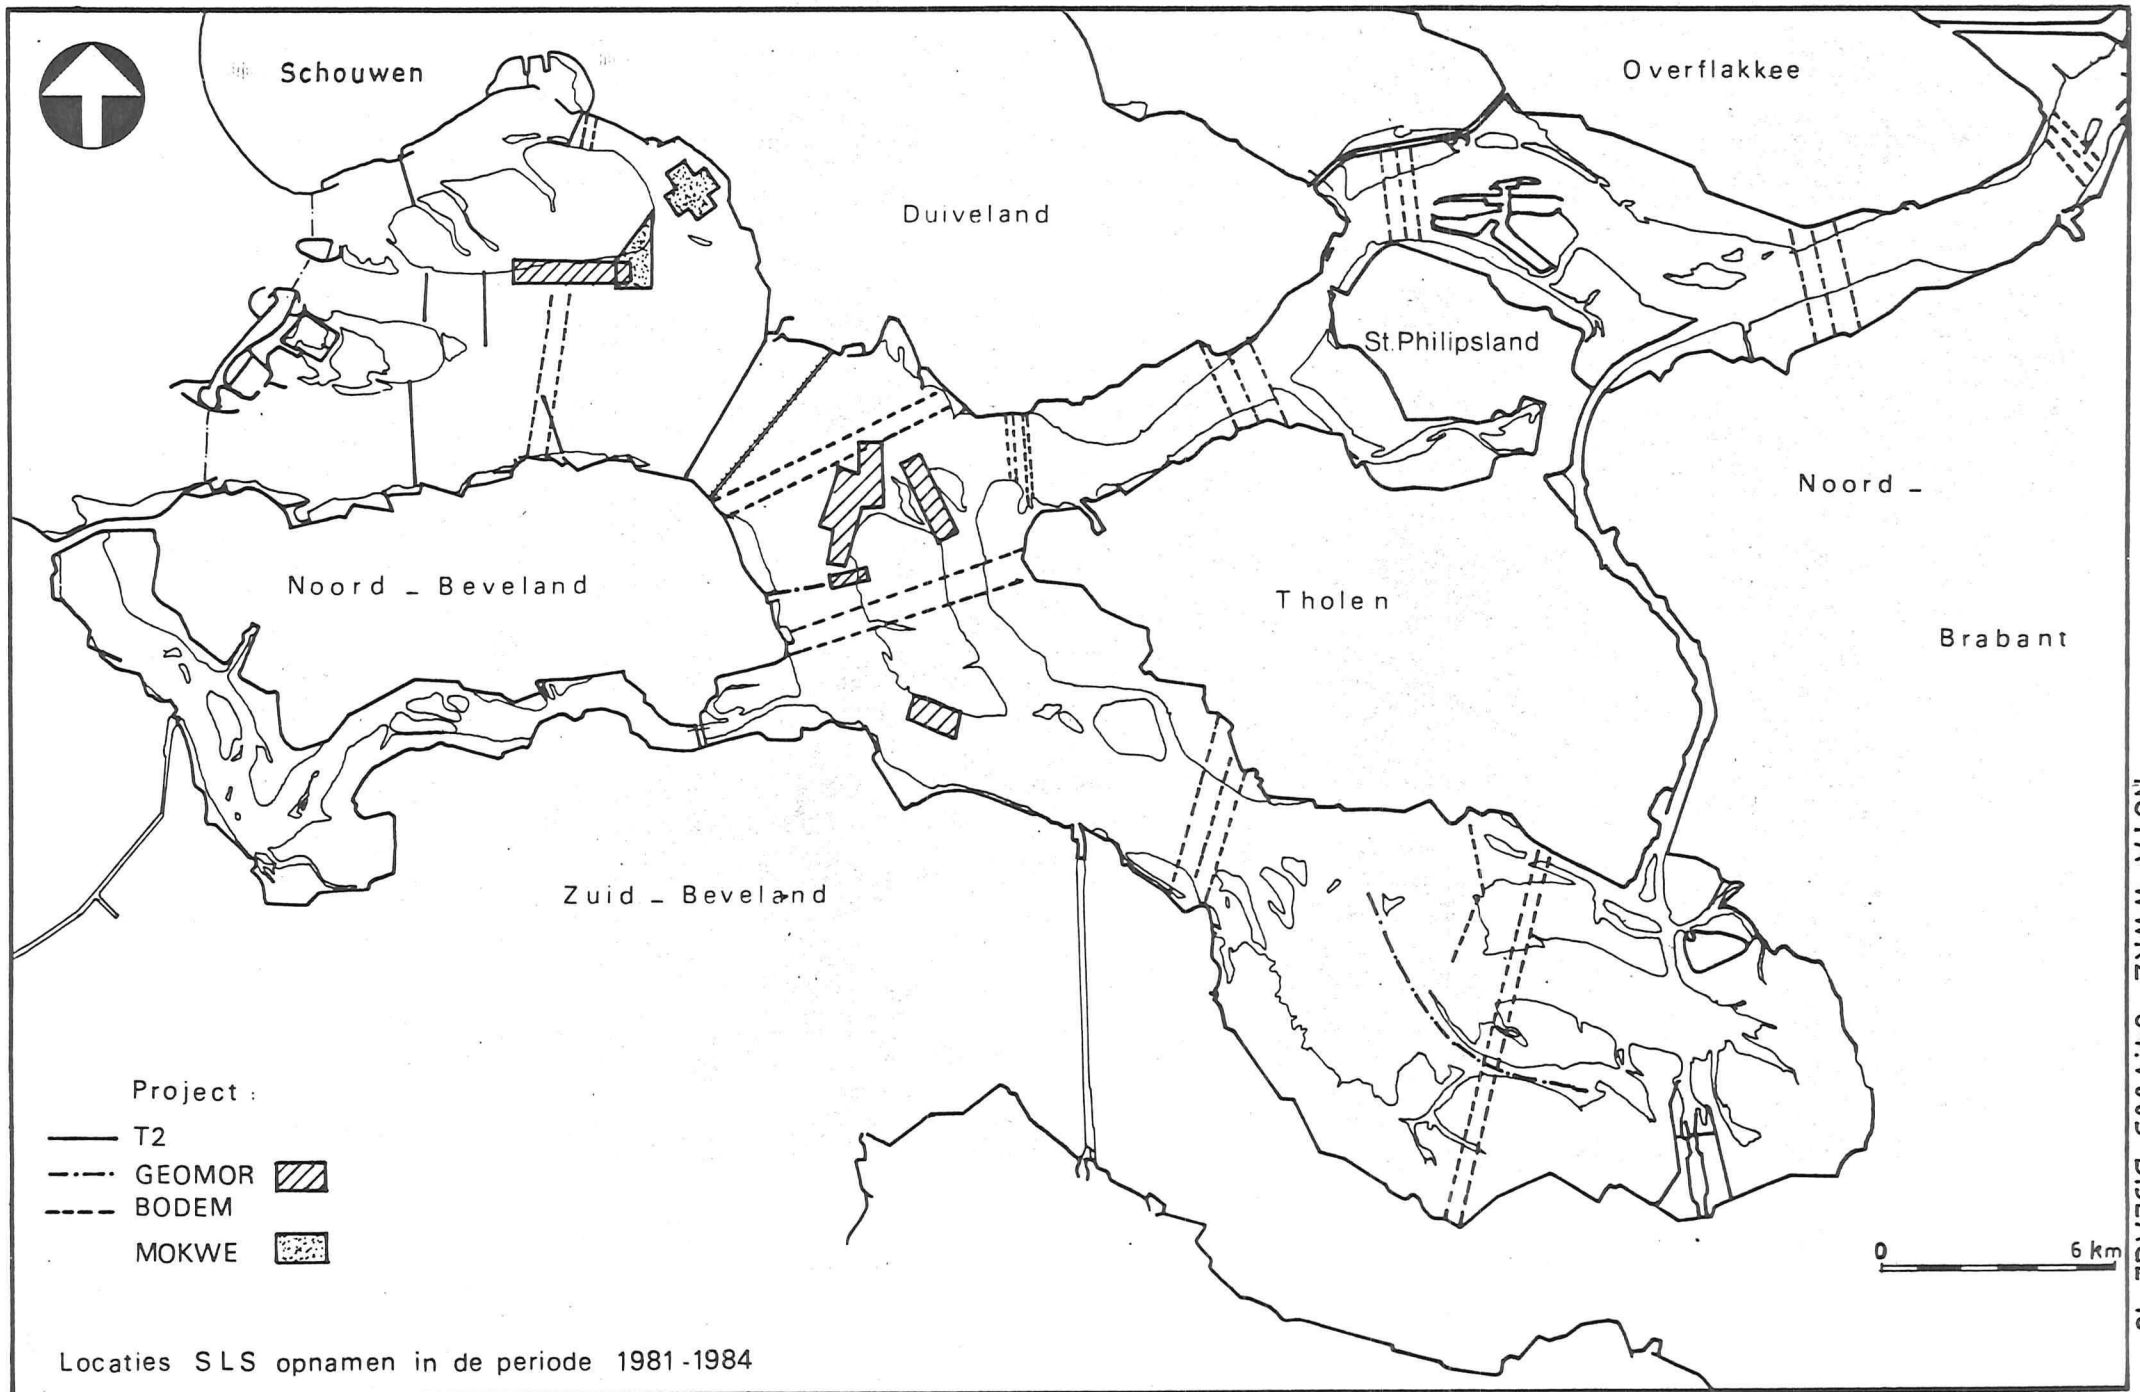 Schouwen
Overflakkee
Duiveland
St.Philipsland
Noord -
Brabant
Noord - Beveland
Tholen
Zuid - Beveland
Project :
T2
GEOMOR
BODEM
MOKWE
0 6 km
Locaties SLS opnamen in de periode 1981-1984